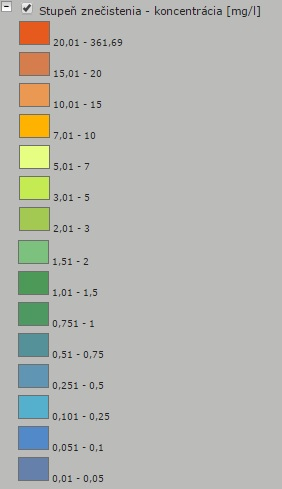 Stupeň znečistenia - koncentrácia [mg/l]
20,01 - 361,69
15,01 - 20
10,01 - 15
7,01 - 10
5,01 - 7
3,01 - 5
2,01 - 3
1,51 - 2
1,01 - 1,5
0,751 - 1
0,51 - 0,75
0,251 - 0,5
0,101 - 0,25
0,051 - 0,1
0,01 - 0,05